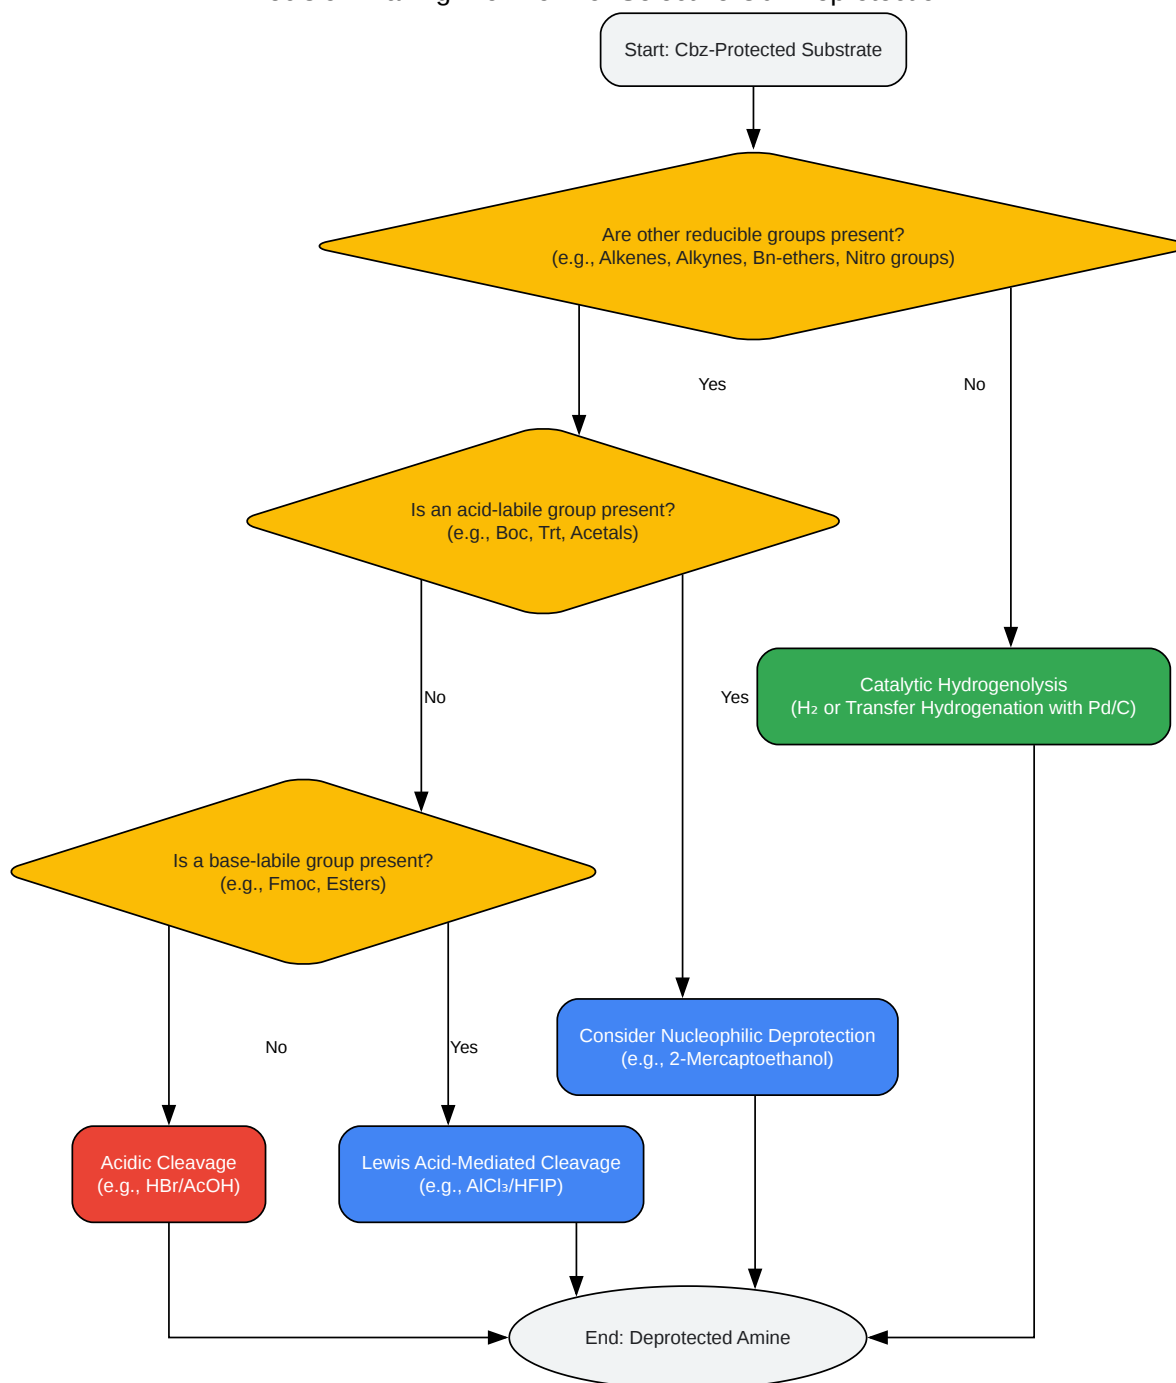 Start: Cbz-Protected Substrate
Are other reducible groups present?
(e.g., Alkenes, Alkynes, Bn-ethers, Nitro groups)
Yes
No
Is an acid-labile group present?
(e.g., Boc, Trt, Acetals)
No
Yes
Catalytic Hydrogenolysis
(H₂ or Transfer Hydrogenation with Pd/C)
Is a base-labile group present?
(e.g., Fmoc, Esters)
No
Yes
Consider Nucleophilic Deprotection
(e.g., 2-Mercaptoethanol)
Acidic Cleavage
(e.g., HBr/AcOH)
Lewis Acid-Mediated Cleavage
(e.g., AlCl₃/HFIP)
End: Deprotected Amine